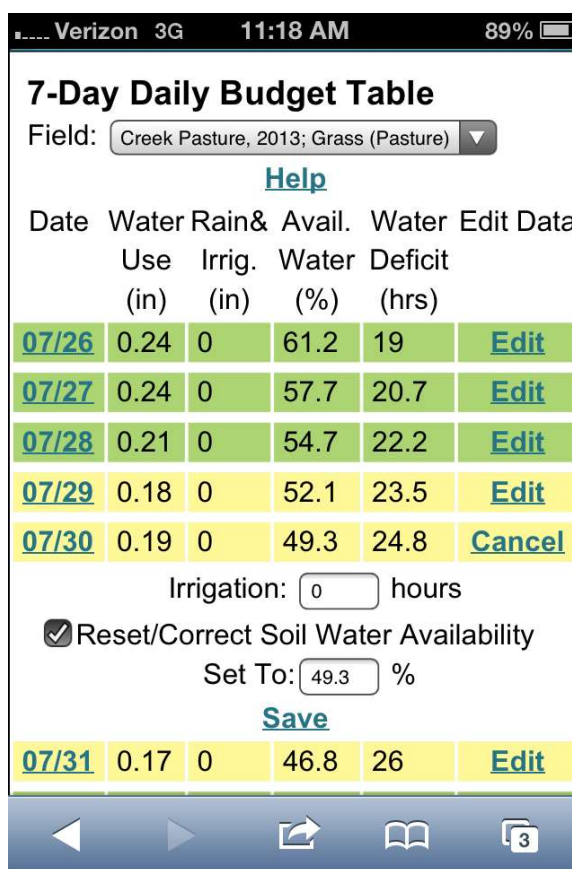 Verizon 3G 11:18 AM 89%
7-Day Daily Budget Table
Field: Creek Pasture, 2013; Grass (Pasture)
Help
Date Water Rain& Avail. Water Edit Data
Use Irrig. Water Deficit
(in) (in) (%) (hrs)
07/26 0.24 0 61.2 19 Edit
07/27 0.24 0 57.7 20.7 Edit
07/28 0.21 0 54.7 22.2 Edit
07/29 0.18 0 52.1 23.5 Edit
07/30 0.19 0 49.3 24.8 Cancel
Irrigation: 0 hours
Reset/Correct Soil Water Availability
Set To: 49.3 %
Save
07/31 0.17 0 46.8 26 Edit
3